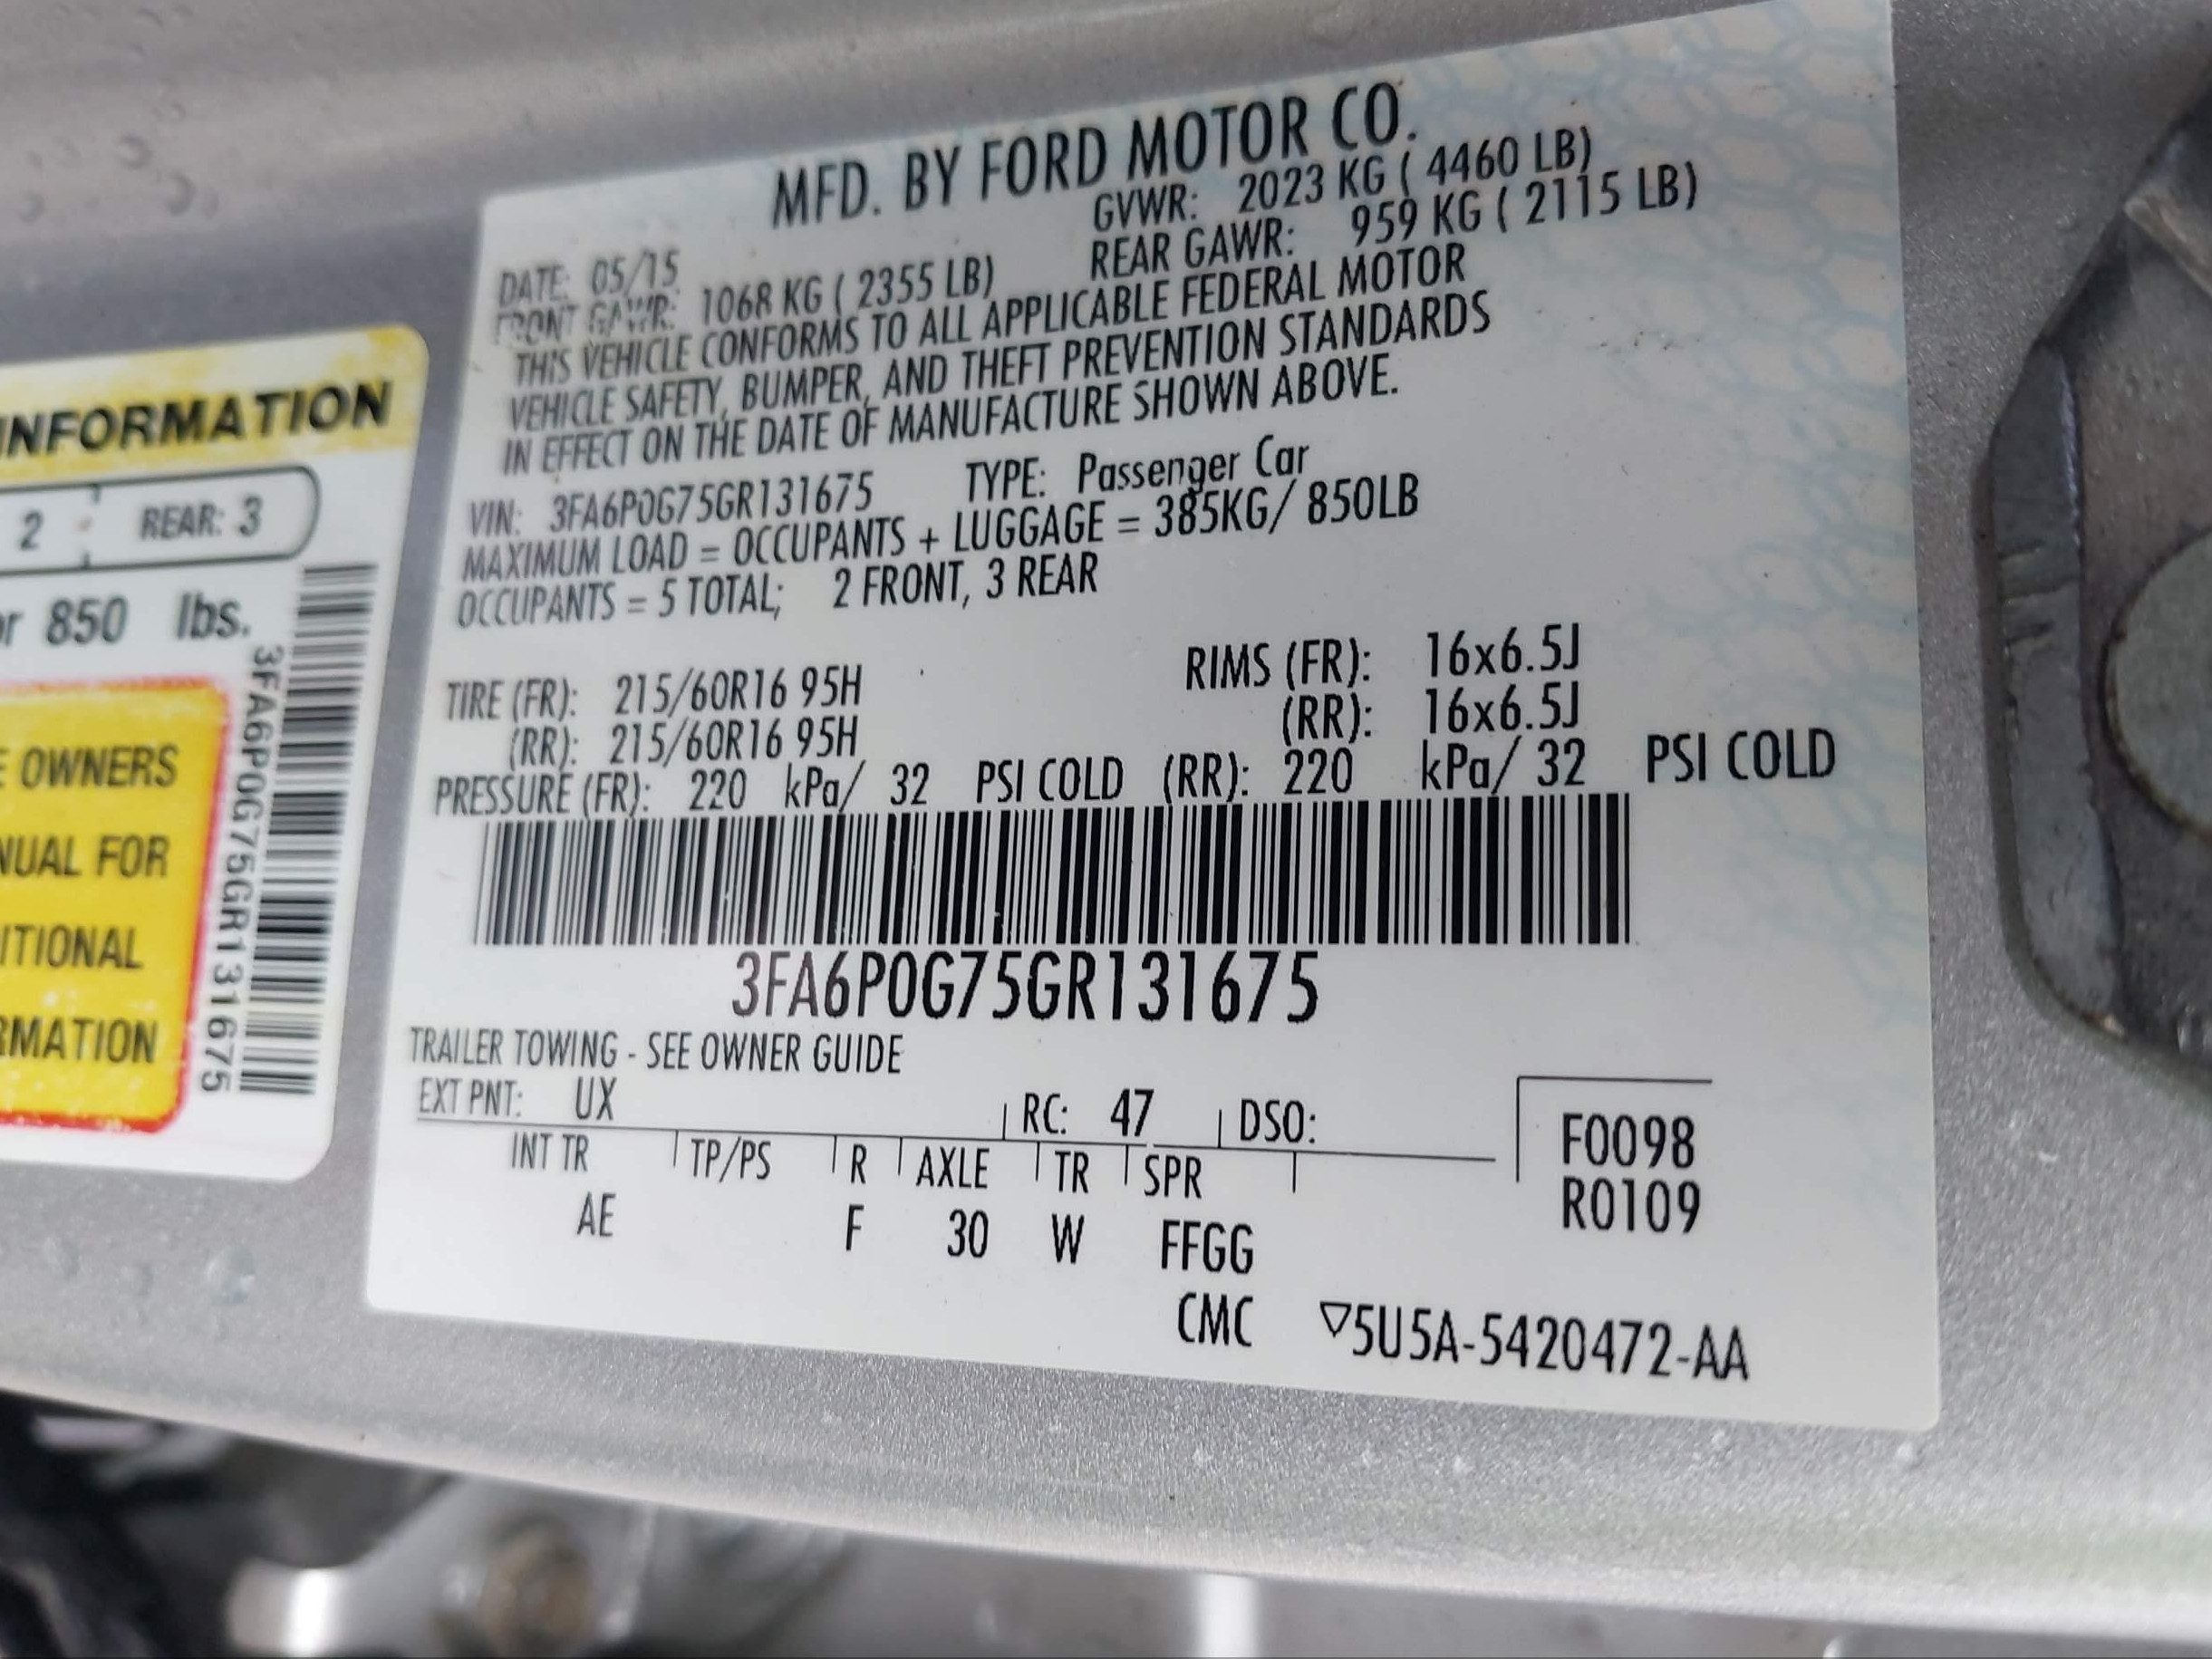 MFD. BY FORD MOTOR CO.
DATE: 05/15 GVWR: 2023 KG ( 4460 LB)
FRONT GAWR: 1068 KG ( 2355 LB) REAR GAWR: 959 KG ( 2115 LB)
THIS VEHICLE CONFORMS TO ALL APPLICABLE FEDERAL MOTOR
VEHICLE SAFETY, BUMPER, AND THEFT PREVENTION STANDARDS
IN EFFECT ON THE DATE OF MANUFACTURE SHOWN ABOVE.
VIN: 3FA6P0G75GR131675 TYPE: Passenger Car
MAXIMUM LOAD = OCCUPANTS + LUGGAGE = 385KG/ 850LB
OCCUPANTS = 5 TOTAL; 2 FRONT, 3 REAR
TIRE (FR): 215/60R16 95H RIMS (FR): 16x6.5J
(RR): 215/60R16 95H (RR): 16x6.5J
PRESSURE (FR): 220 kPa/ 32 PSI COLD (RR): 220 kPa/ 32 PSI COLD
3FA6P0G75GR131675
TRAILER TOWING - SEE OWNER GUIDE
EXT PNT: UX RC: 47 DSO:
INT TR TP/PS R AXLE TR SPR
AE F 30 W FFGG
F0098
R0109
CMC ▽5U5A-5420472-AA
INFORMATION
2 REAR: 3
or 850 lbs.
OWNERS
NUAL FOR
ITIONAL
RMATION
3FA6P0G75GR131675